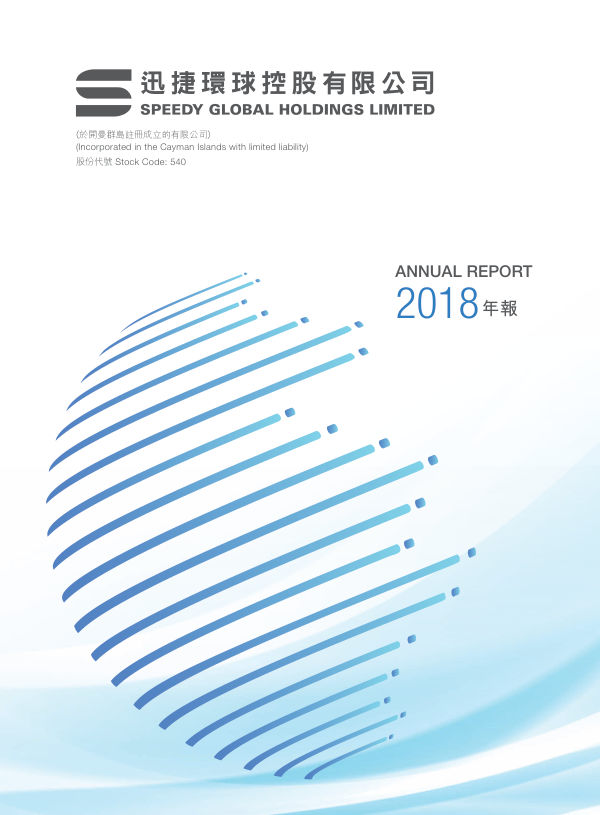 迅捷環球控股有限公司
SPEEDY GLOBAL HOLDINGS LIMITED
(於開曼群島註冊成立的有限公司)
(Incorporated in the Cayman Islands with limited liability)
股份代號 Stock Code: 540
ANNUAL REPORT
2018年報